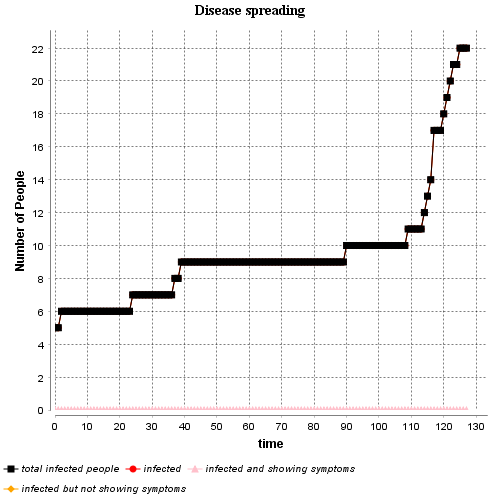 Disease spreading
Number of People
22
20
18
16
14
12
10
8
6
4
2
0
0 10 20 30 40 50 60 70 80 90 100 110 120 130
time
total infected people infected infected and showing symptoms
infected but not showing symptoms